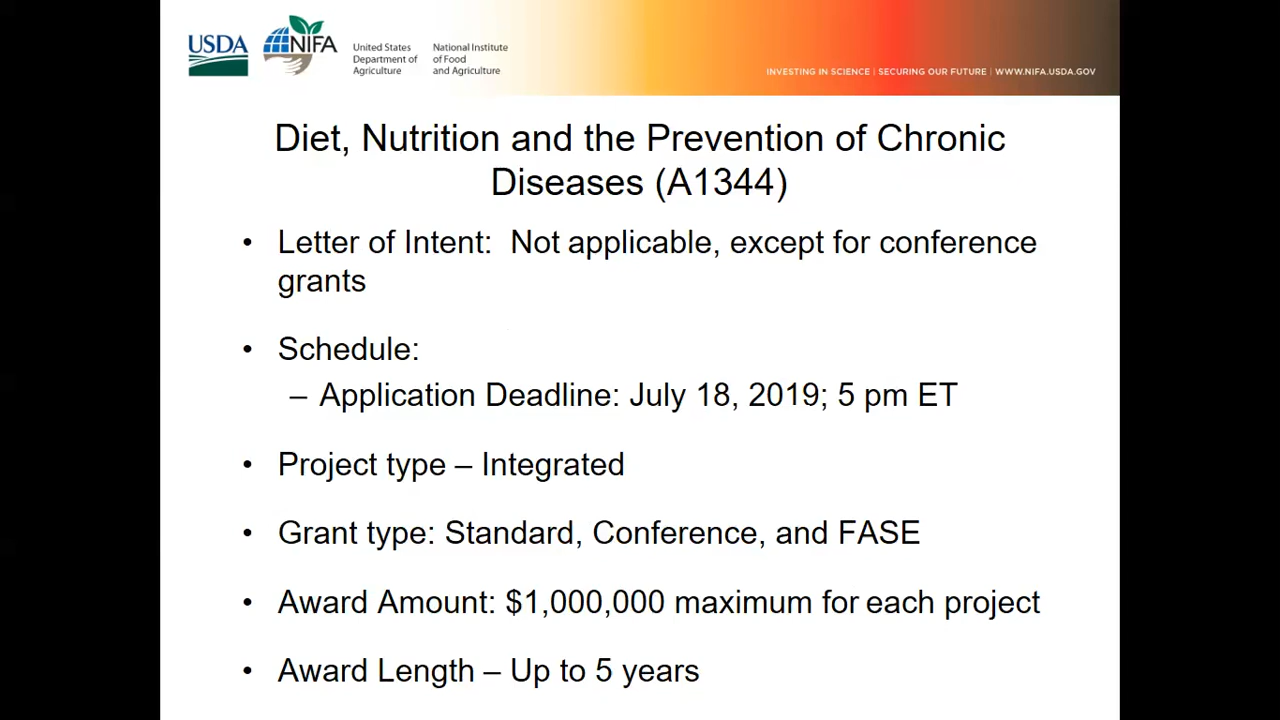 USDA
NIFA
United States
Department of
Agriculture
National Institute
of Food
and Agriculture
INVESTING IN SCIENCE | SECURING OUR FUTURE | WWW.NIFA.USDA.GOV
Diet, Nutrition and the Prevention of Chronic
Diseases (A1344)
• Letter of Intent: Not applicable, except for conference
grants
• Schedule:
– Application Deadline: July 18, 2019; 5 pm ET
• Project type – Integrated
• Grant type: Standard, Conference, and FASE
• Award Amount: $1,000,000 maximum for each project
• Award Length – Up to 5 years